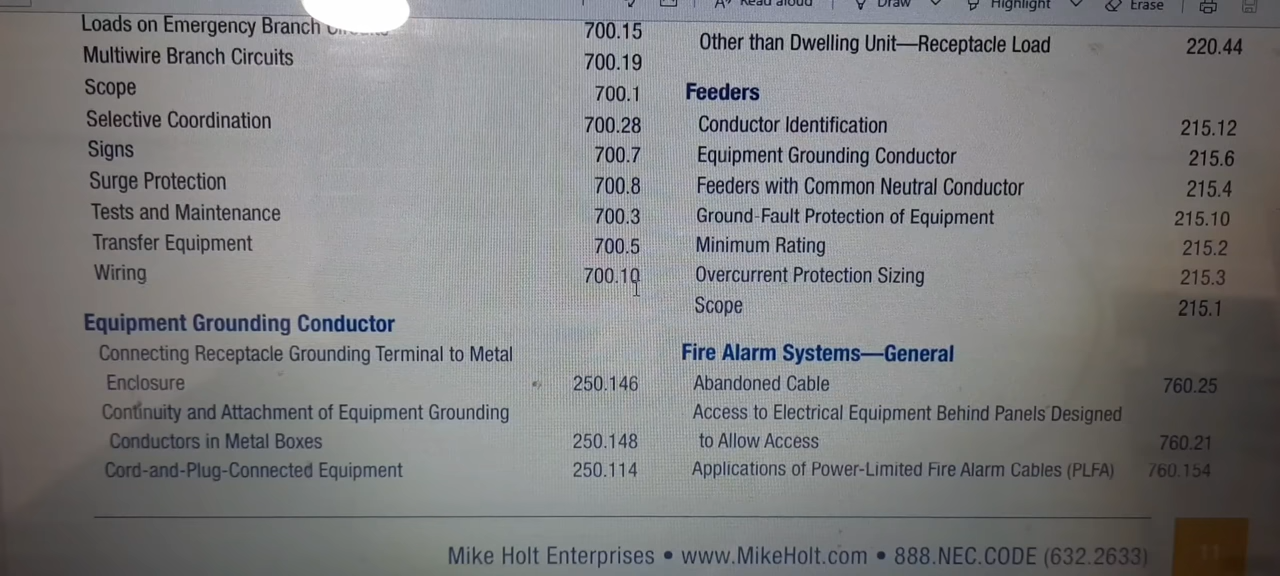 Read aloud
Draw
Highlight
Erase
Loads on Emergency Branch
700.15
Multiwire Branch Circuits 700.19
Scope 700.1
Selective Coordination 700.28
Signs 700.7
Surge Protection 700.8
Tests and Maintenance 700.3
Transfer Equipment 700.5
Wiring 700.10
Equipment Grounding Conductor
Connecting Receptacle Grounding Terminal to Metal
Enclosure 250.146
Continuity and Attachment of Equipment Grounding
Conductors in Metal Boxes 250.148
Cord-and-Plug-Connected Equipment 250.114
Other than Dwelling Unit—Receptacle Load 220.44
Feeders
Conductor Identification 215.12
Equipment Grounding Conductor 215.6
Feeders with Common Neutral Conductor 215.4
Ground-Fault Protection of Equipment 215.10
Minimum Rating 215.2
Overcurrent Protection Sizing 215.3
Scope 215.1
Fire Alarm Systems—General
Abandoned Cable 760.25
Access to Electrical Equipment Behind Panels Designed
to Allow Access 760.21
Applications of Power-Limited Fire Alarm Cables (PLFA) 760.154
Mike Holt Enterprises • www.MikeHolt.com • 888.NEC.CODE (632.2633)